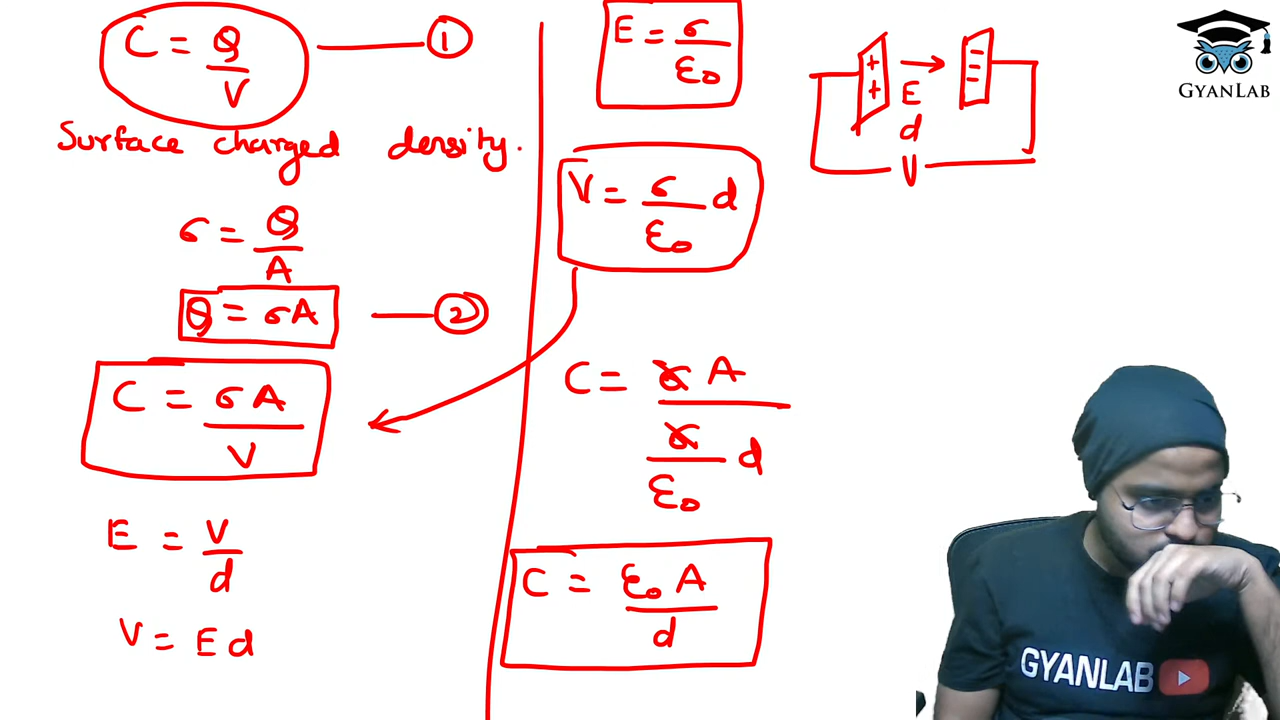 C = Q/V —— 1
Surface charged density.
σ = Q/A
Q = σA —— 2
C = σA/V
E = V/d
V = Ed
E = σ/ε₀
V = σ/ε₀ d
C = σA / (σ/ε₀ d)
C = ε₀A/d
+ +
E
d
V
GYANLAB
GYANLAB